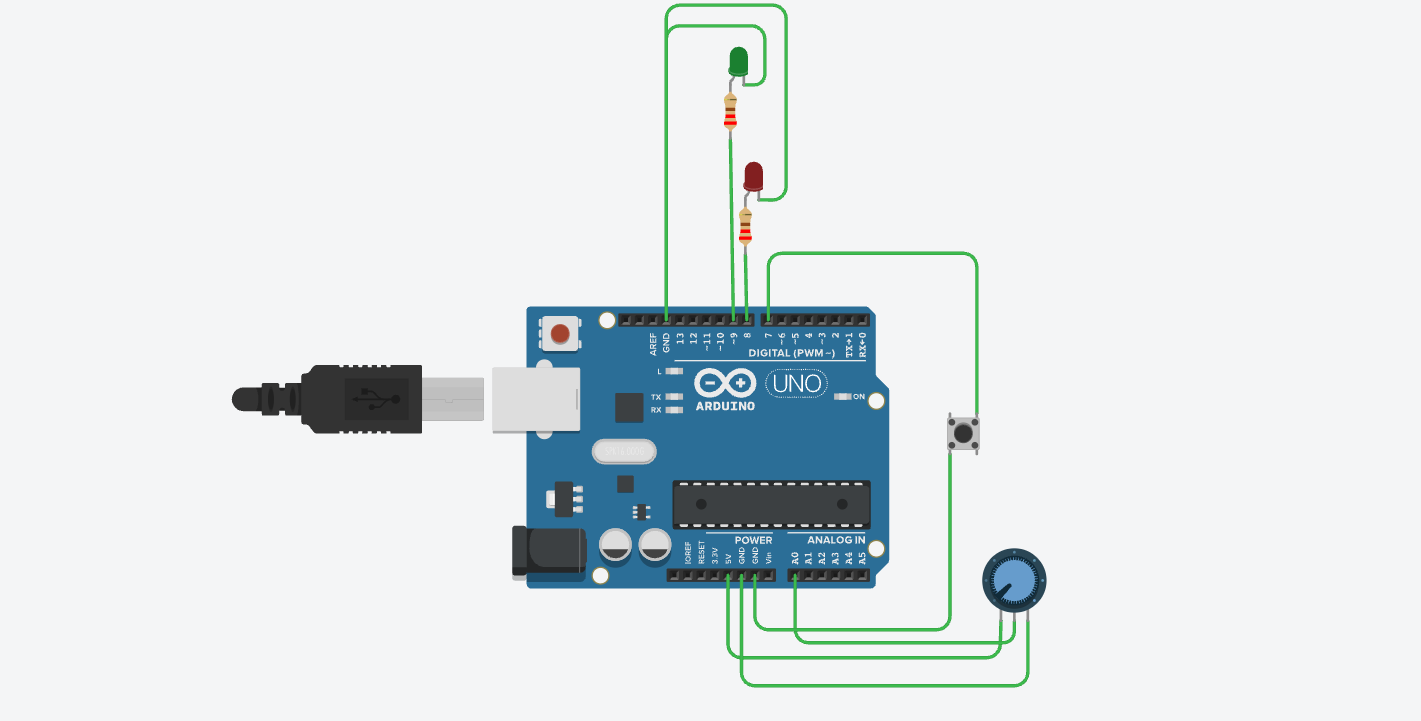 AREF
GND
13
12
~11
~10
~9
8
7
~6
~5
4
~3
2
TX→1
RX←0
DIGITAL (PWM~)
L
TX
RX
ARDUINO
UNO
ON
POWER
ANALOG IN
IOREF
RESET
3.3V
5V
GND
GND
Vin
A0
A1
A2
A3
A4
A5